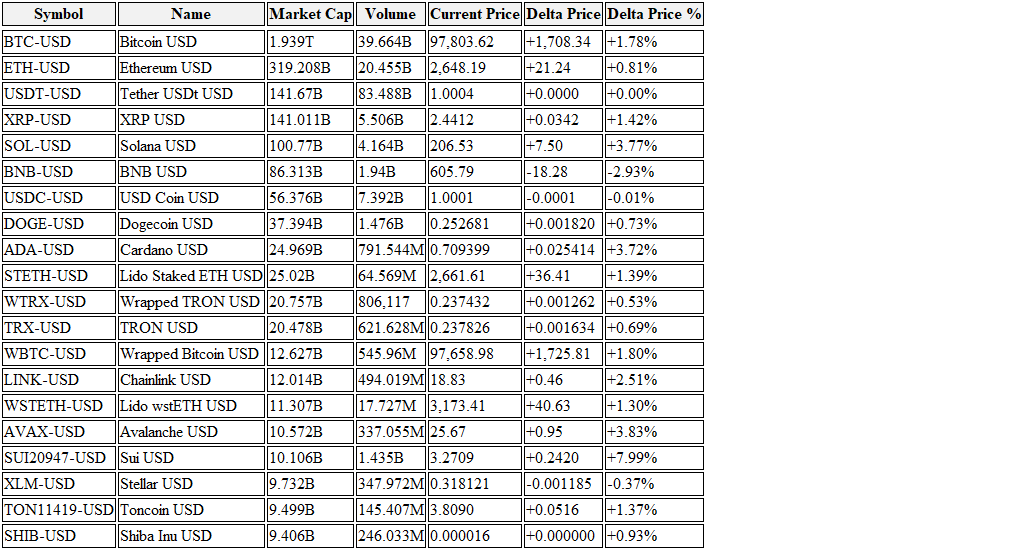 Symbol Name Market Cap Volume Current Price Delta Price Delta Price %
BTC-USD Bitcoin USD 1.939T 39.664B 97,803.62 +1,708.34 +1.78%
ETH-USD Ethereum USD 319.208B 20.455B 2,648.19 +21.24 +0.81%
USDT-USD Tether USDt USD 141.67B 83.488B 1.0004 +0.0000 +0.00%
XRP-USD XRP USD 141.011B 5.506B 2.4412 +0.0342 +1.42%
SOL-USD Solana USD 100.77B 4.164B 206.53 +7.50 +3.77%
BNB-USD BNB USD 86.313B 1.94B 605.79 -18.28 -2.93%
USDC-USD USD Coin USD 56.376B 7.392B 1.0001 -0.0001 -0.01%
DOGE-USD Dogecoin USD 37.394B 1.476B 0.252681 +0.001820 +0.73%
ADA-USD Cardano USD 24.969B 791.544M 0.709399 +0.025414 +3.72%
STETH-USD Lido Staked ETH USD 25.02B 64.569M 2,661.61 +36.41 +1.39%
WTRX-USD Wrapped TRON USD 20.757B 806,117 0.237432 +0.001262 +0.53%
TRX-USD TRON USD 20.478B 621.628M 0.237826 +0.001634 +0.69%
WBTC-USD Wrapped Bitcoin USD 12.627B 545.96M 97,658.98 +1,725.81 +1.80%
LINK-USD Chainlink USD 12.014B 494.019M 18.83 +0.46 +2.51%
WSTETH-USD Lido wstETH USD 11.307B 17.727M 3,173.41 +40.63 +1.30%
AVAX-USD Avalanche USD 10.572B 337.055M 25.67 +0.95 +3.83%
SUI20947-USD Sui USD 10.106B 1.435B 3.2709 +0.2420 +7.99%
XLM-USD Stellar USD 9.732B 347.972M 0.318121 -0.001185 -0.37%
TON11419-USD Toncoin USD 9.499B 145.407M 3.8090 +0.0516 +1.37%
SHIB-USD Shiba Inu USD 9.406B 246.033M 0.000016 +0.000000 +0.93%